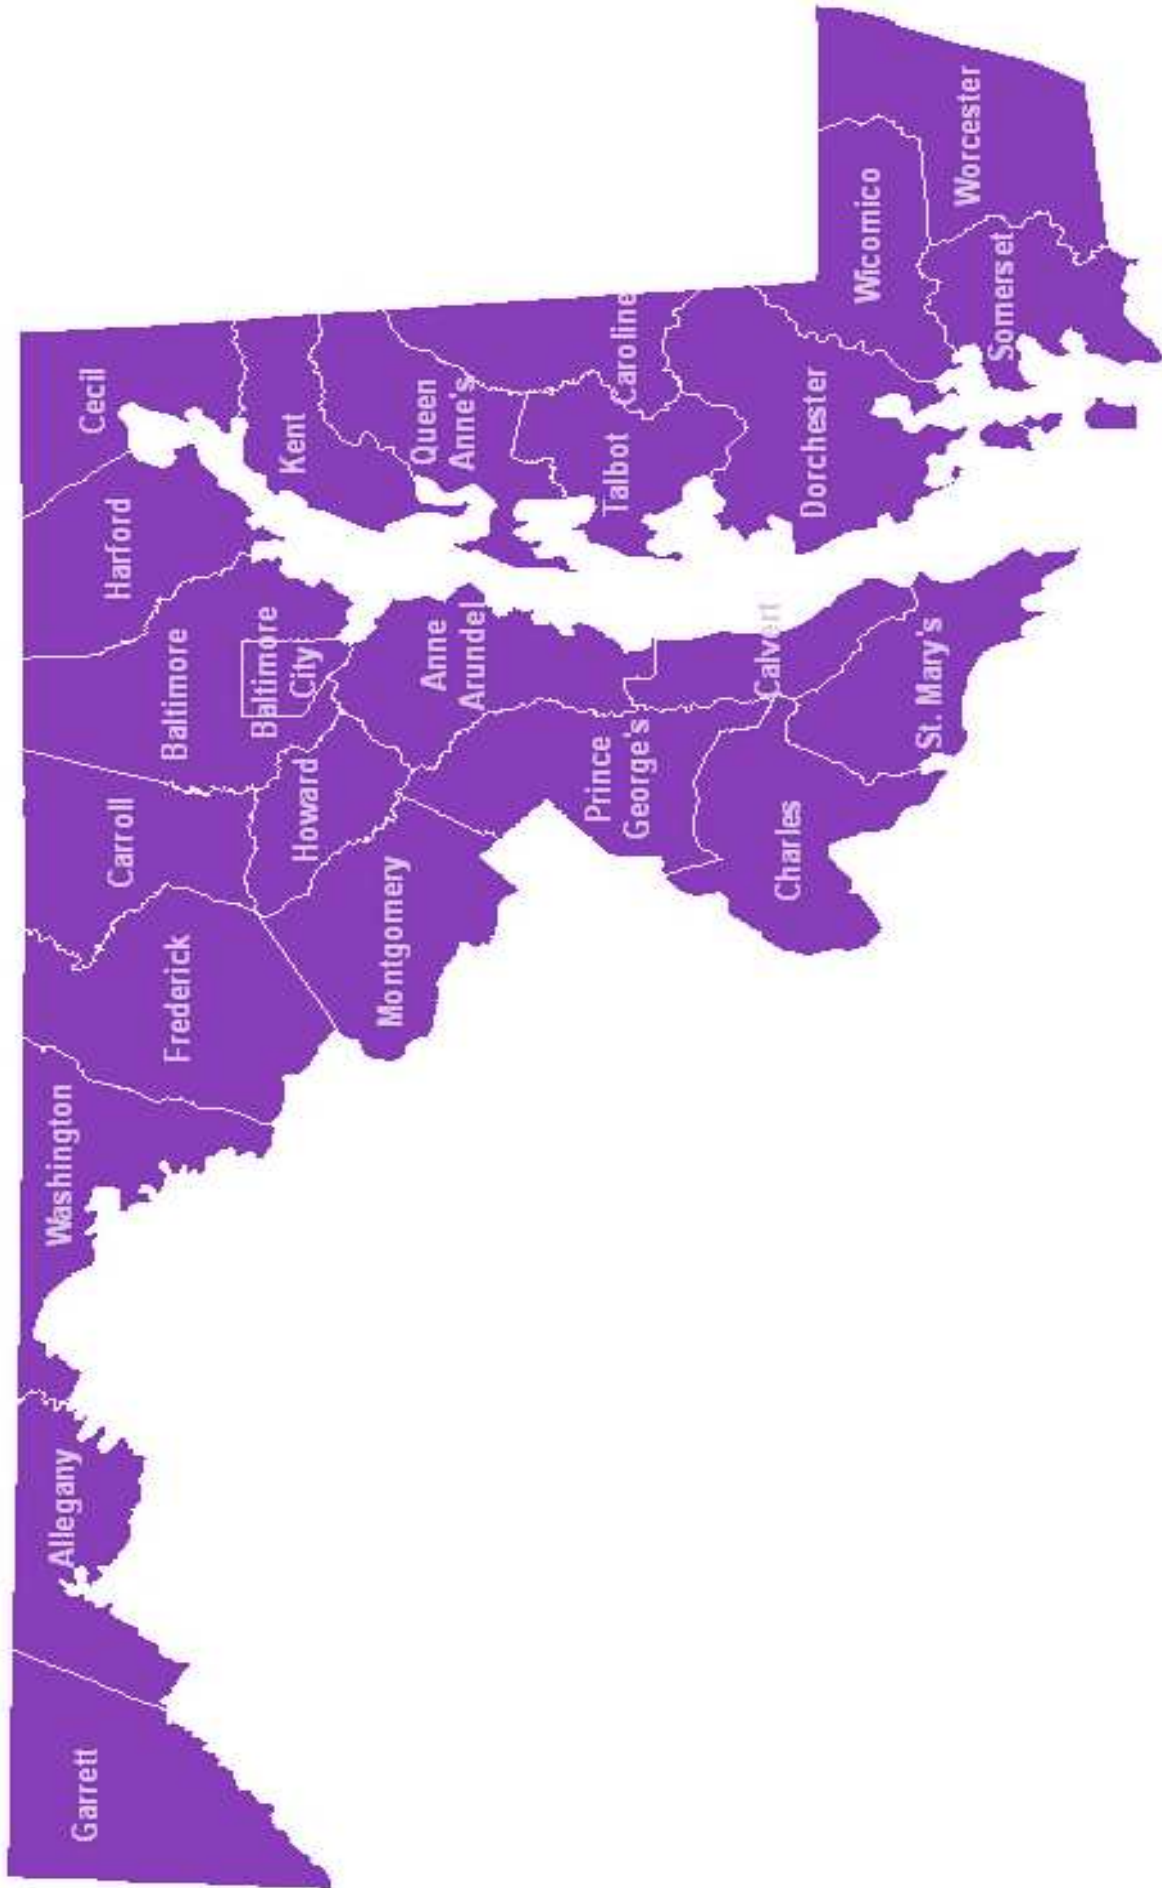 Garrett
Allegany
Washington
Frederick
Carroll
Baltimore
Harford
Cecil
Baltimore
City
Howard
Montgomery
Kent
Queen
Anne's
Anne
Arundel
Prince
George's
Talbot
Caroline
Calvert
Charles
Dorchester
St. Mary's
Wicomico
Somerset
Worcester